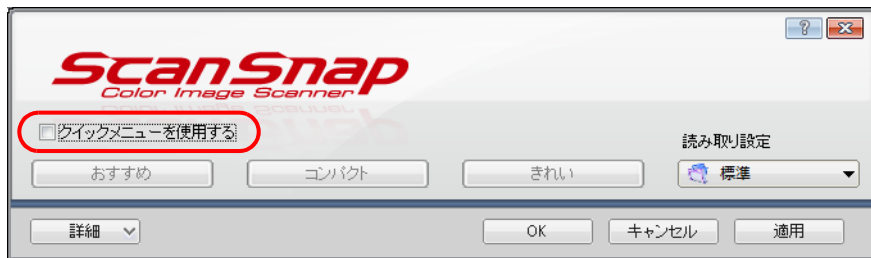 ScanSnap
Color Image Scanner
クイックメニューを使用する
読み取り設定
おすすめ
コンパクト
きれい
標準
詳細
OK
キャンセル
適用